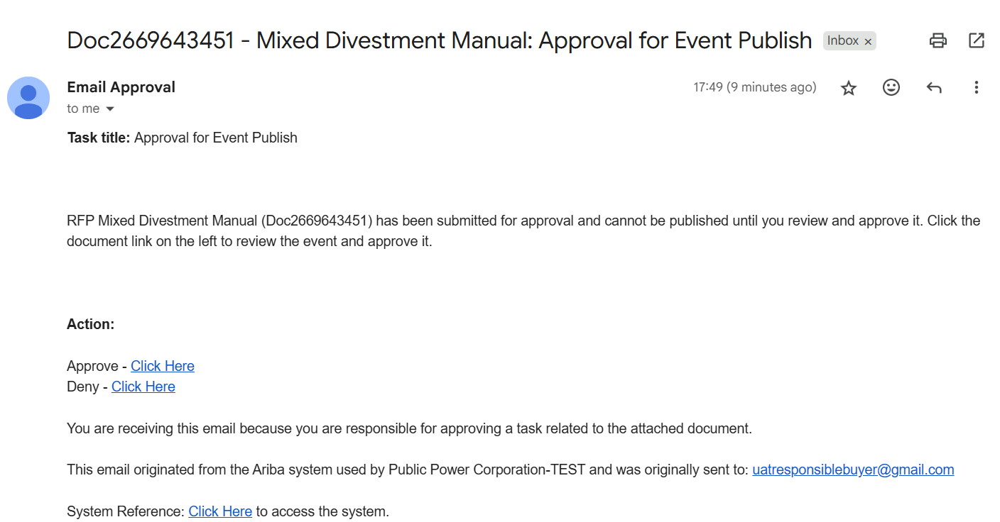 Doc2669643451 - Mixed Divestment Manual: Approval for Event Publish Inbox ×
Email Approval 17:49 (9 minutes ago)
to me
Task title: Approval for Event Publish
RFP Mixed Divestment Manual (Doc2669643451) has been submitted for approval and cannot be published until you review and approve it. Click the
document link on the left to review the event and approve it.
Action:
Approve - Click Here
Deny - Click Here
You are receiving this email because you are responsible for approving a task related to the attached document.
This email originated from the Ariba system used by Public Power Corporation-TEST and was originally sent to: uatresponsiblebuyer@gmail.com
System Reference: Click Here to access the system.